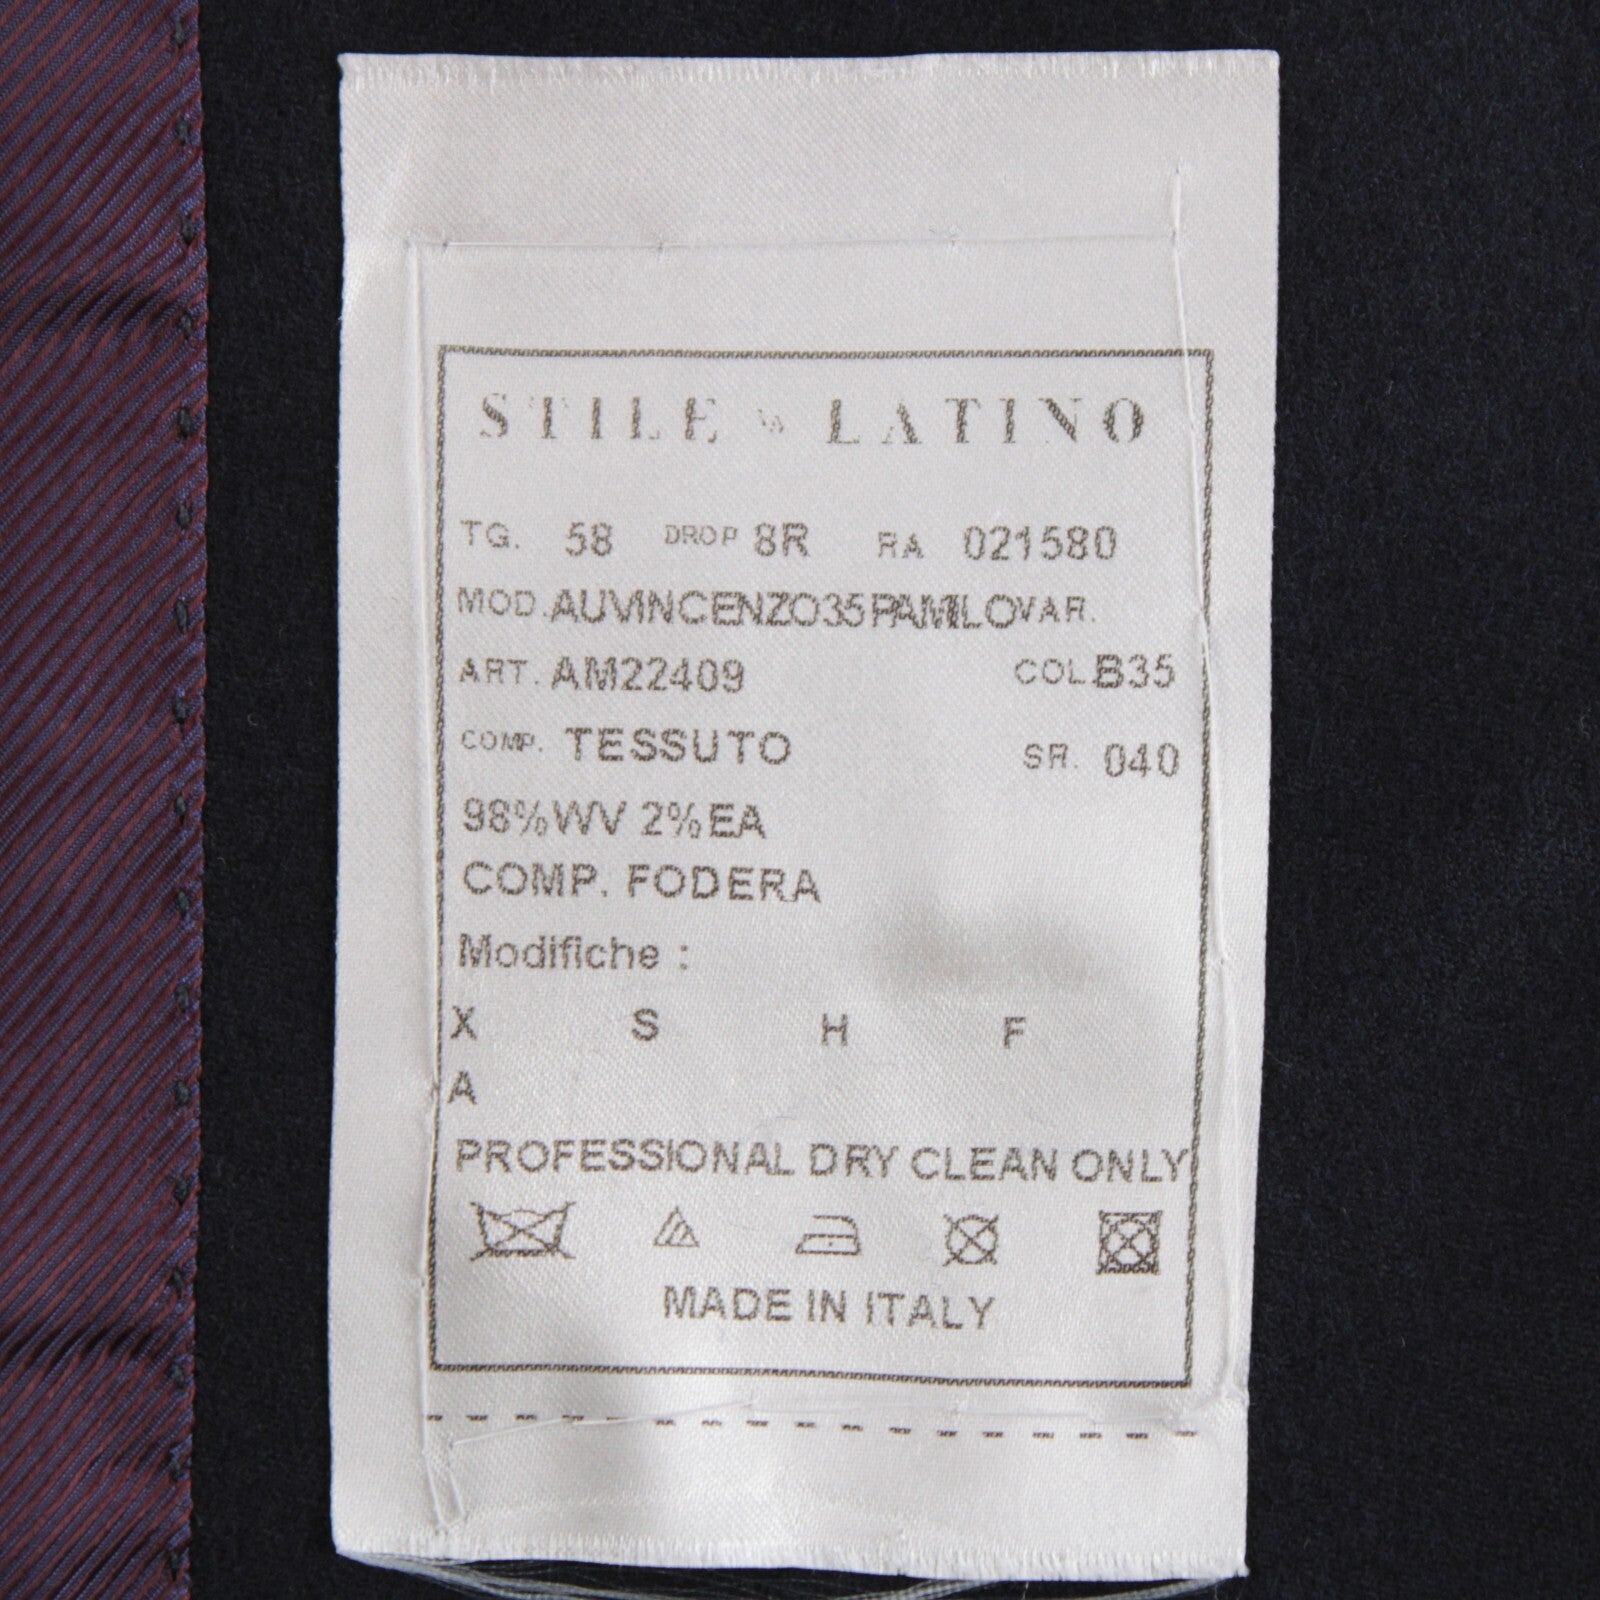 STILE LATINO
TG. 58 DROP 8R RA 021580
MOD. AUVINCENZO35PAMILO VAR.
ART. AM22409 COL. B35
COMP. TESSUTO SR. 040
98%WV 2%EA
COMP. FODERA
Modifiche :
X S H F
A
PROFESSIONAL DRY CLEAN ONLY
MADE IN ITALY